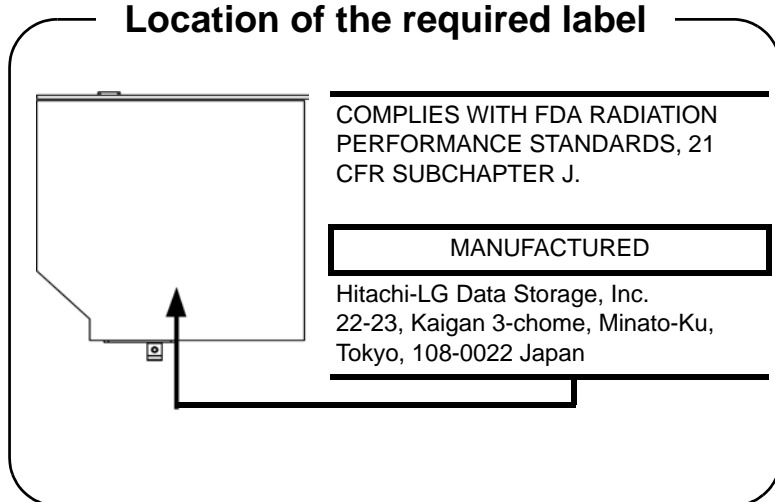 Location of the required label
COMPLIES WITH FDA RADIATION
PERFORMANCE STANDARDS, 21
CFR SUBCHAPTER J.
MANUFACTURED
Hitachi-LG Data Storage, Inc.
22-23, Kaigan 3-chome, Minato-Ku,
Tokyo, 108-0022 Japan